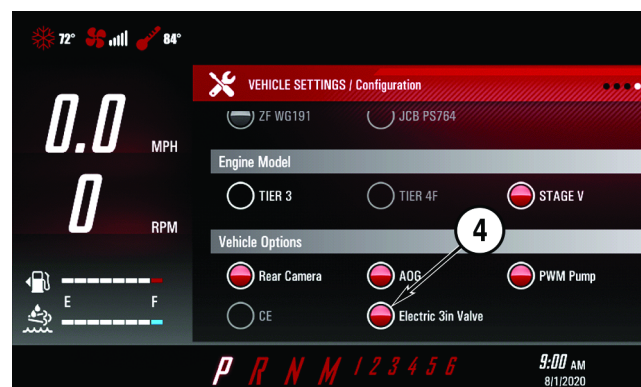 72° 84°
VEHICLE SETTINGS / Configuration
ZF WG191 JCB PS764
0.0 MPH
Engine Model
TIER 3 TIER 4F STAGE V
0 RPM
Vehicle Options
4
Rear Camera AOG PWM Pump
E F
CE Electric 3in Valve
P R N M 1 2 3 4 5 6
9:00 AM
8/1/2020